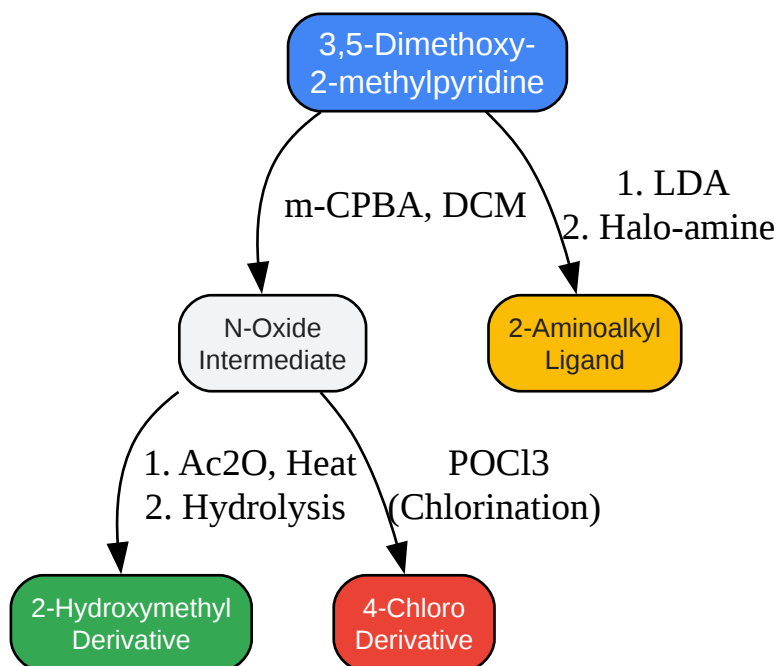 3,5-Dimethoxy-
2-methylpyridine
m-CPBA, DCM
1. LDA
2. Halo-amine
N-Oxide
Intermediate
2-Aminoalkyl
Ligand
1. Ac2O, Heat
2. Hydrolysis
POCl3
(Chlorination)
2-Hydroxymethyl
Derivative
4-Chloro
Derivative